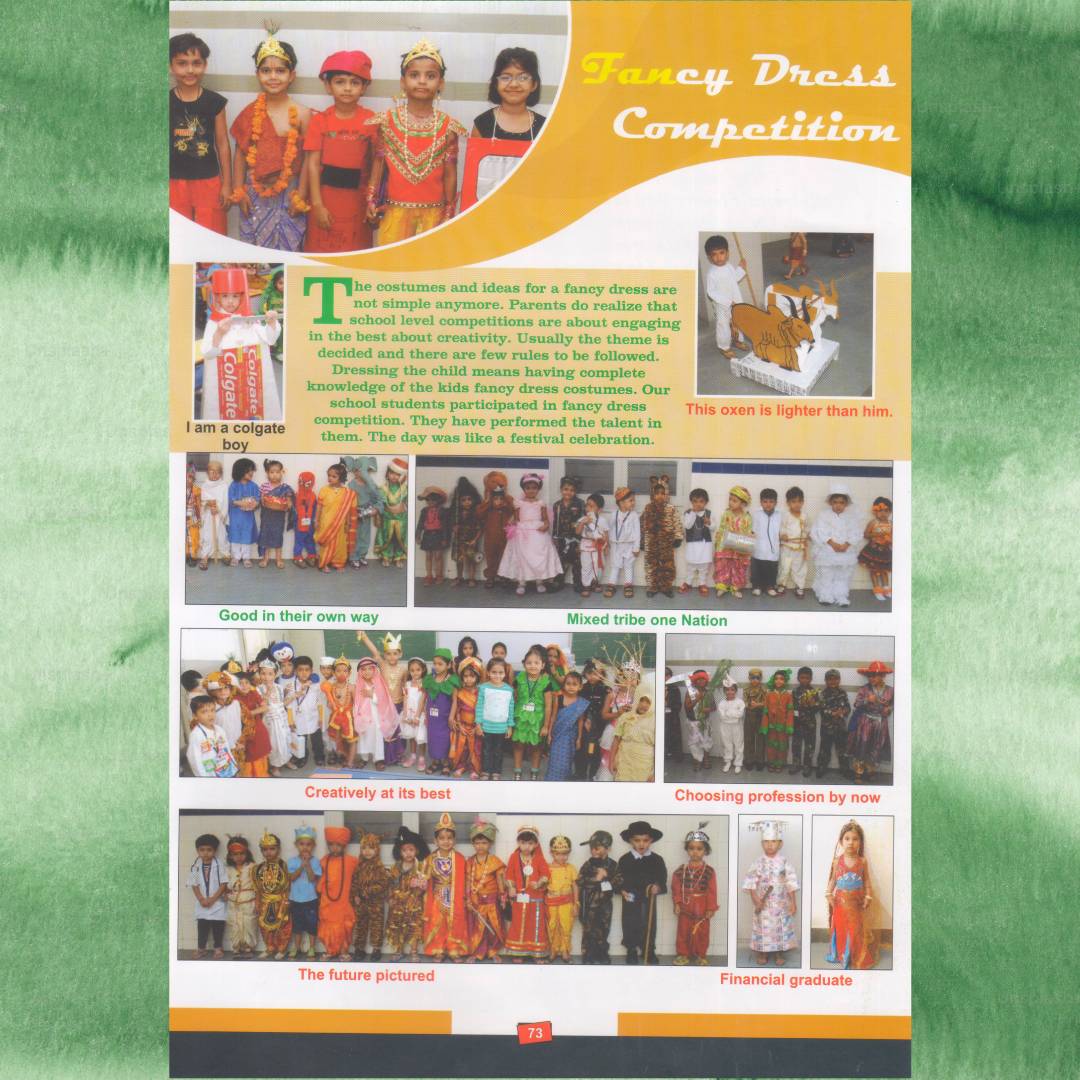 Fancy Dress
Competition
The costumes and ideas for a fancy dress are
not simple anymore. Parents do realize that
school level competitions are about engaging
in the best about creativity. Usually the theme is
decided and there are few rules to be followed.
Dressing the child means having complete
knowledge of the kids fancy dress costumes. Our
school students participated in fancy dress
competition. They have performed the talent in
them. The day was like a festival celebration.
Colgate
Colgate
I am a colgate
boy
This oxen is lighter than him.
Good in their own way
Mixed tribe one Nation
Creatively at its best
Choosing profession by now
The future pictured
Financial graduate
73